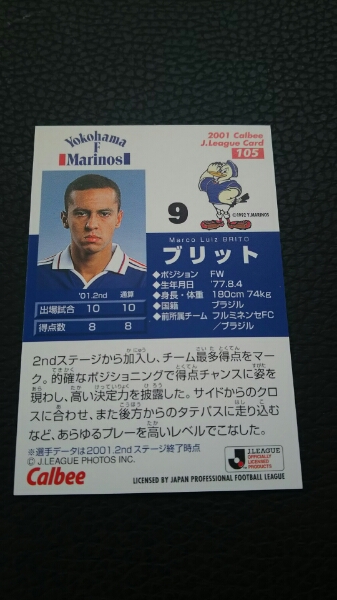 Yokohama
F
Marinos
2001 Calbee
J.League Card
105
9
©1992 Y.MARINOS
Marco Luiz BRITO
ブリット
◆ポジション FW
◆生年月日 '77.8.4
◆身長・体重 180cm 74kg
◆国籍 ブラジル
◆前所属チーム フルミネンセFC
/ブラジル
'01.2nd 通算
出場試合 10 10
得点数 8 8
2ndステージから加入し、チーム最多得点をマー
ク。的確なポジショニングで得点チャンスに姿を
現わし、高い決定力を披露した。サイドからのクロ
スに合わせ、また後方からのタテパスに走り込む
など、あらゆるプレーを高いレベルでこなした。
※選手データは2001.2ndステージ終了時点
© J.LEAGUE PHOTOS INC.
Calbee
J.LEAGUE
OFFICIALLY
LICENSED
PRODUCTS
LICENSED BY JAPAN PROFESSIONAL FOOTBALL LEAGUE